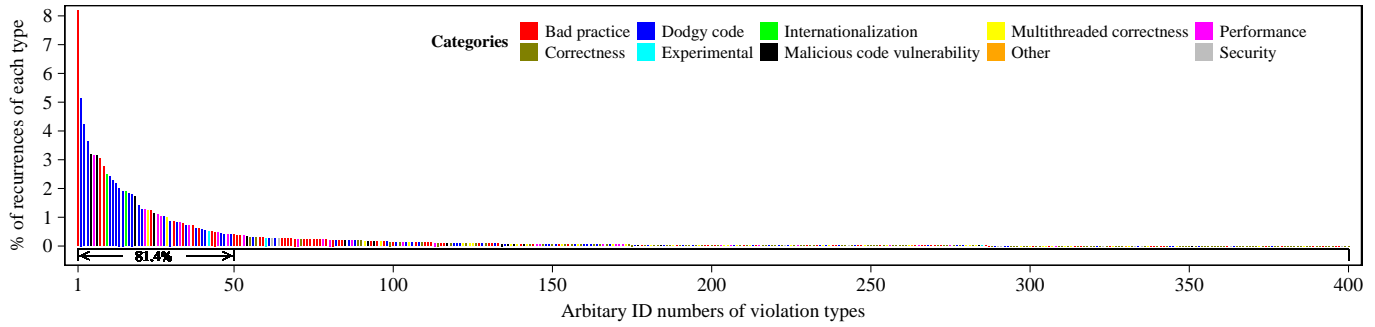 % of recurrences of each type
8
7
6
5
4
3
2
1
0
Categories
Bad practice Dodgy code Internationalization Multithreaded correctness Performance
Correctness Experimental Malicious code vulnerability Other Security
81.4%
1 50 100 150 200 250 300 350 400
Arbitary ID numbers of violation types